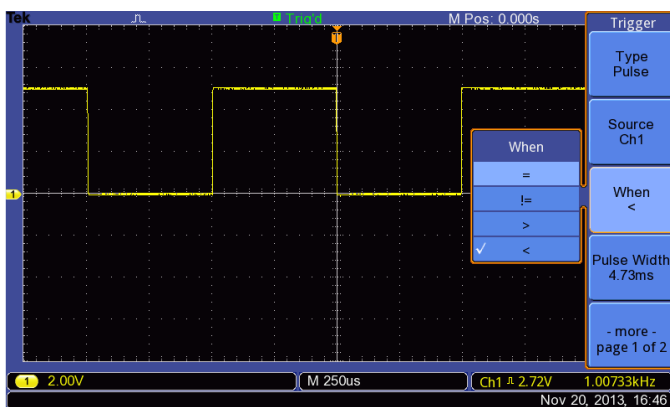 Tek T Trig'd M Pos: 0.000s
T
Trigger
Type
Pulse
Source
Ch1
When
<
Pulse Width
4.73ms
- more -
page 1 of 2
When
=
!=
>
✓ <
1
1 2.00V M 250us Ch1 2.72V 1.00733kHz
Nov 20, 2013, 16:46